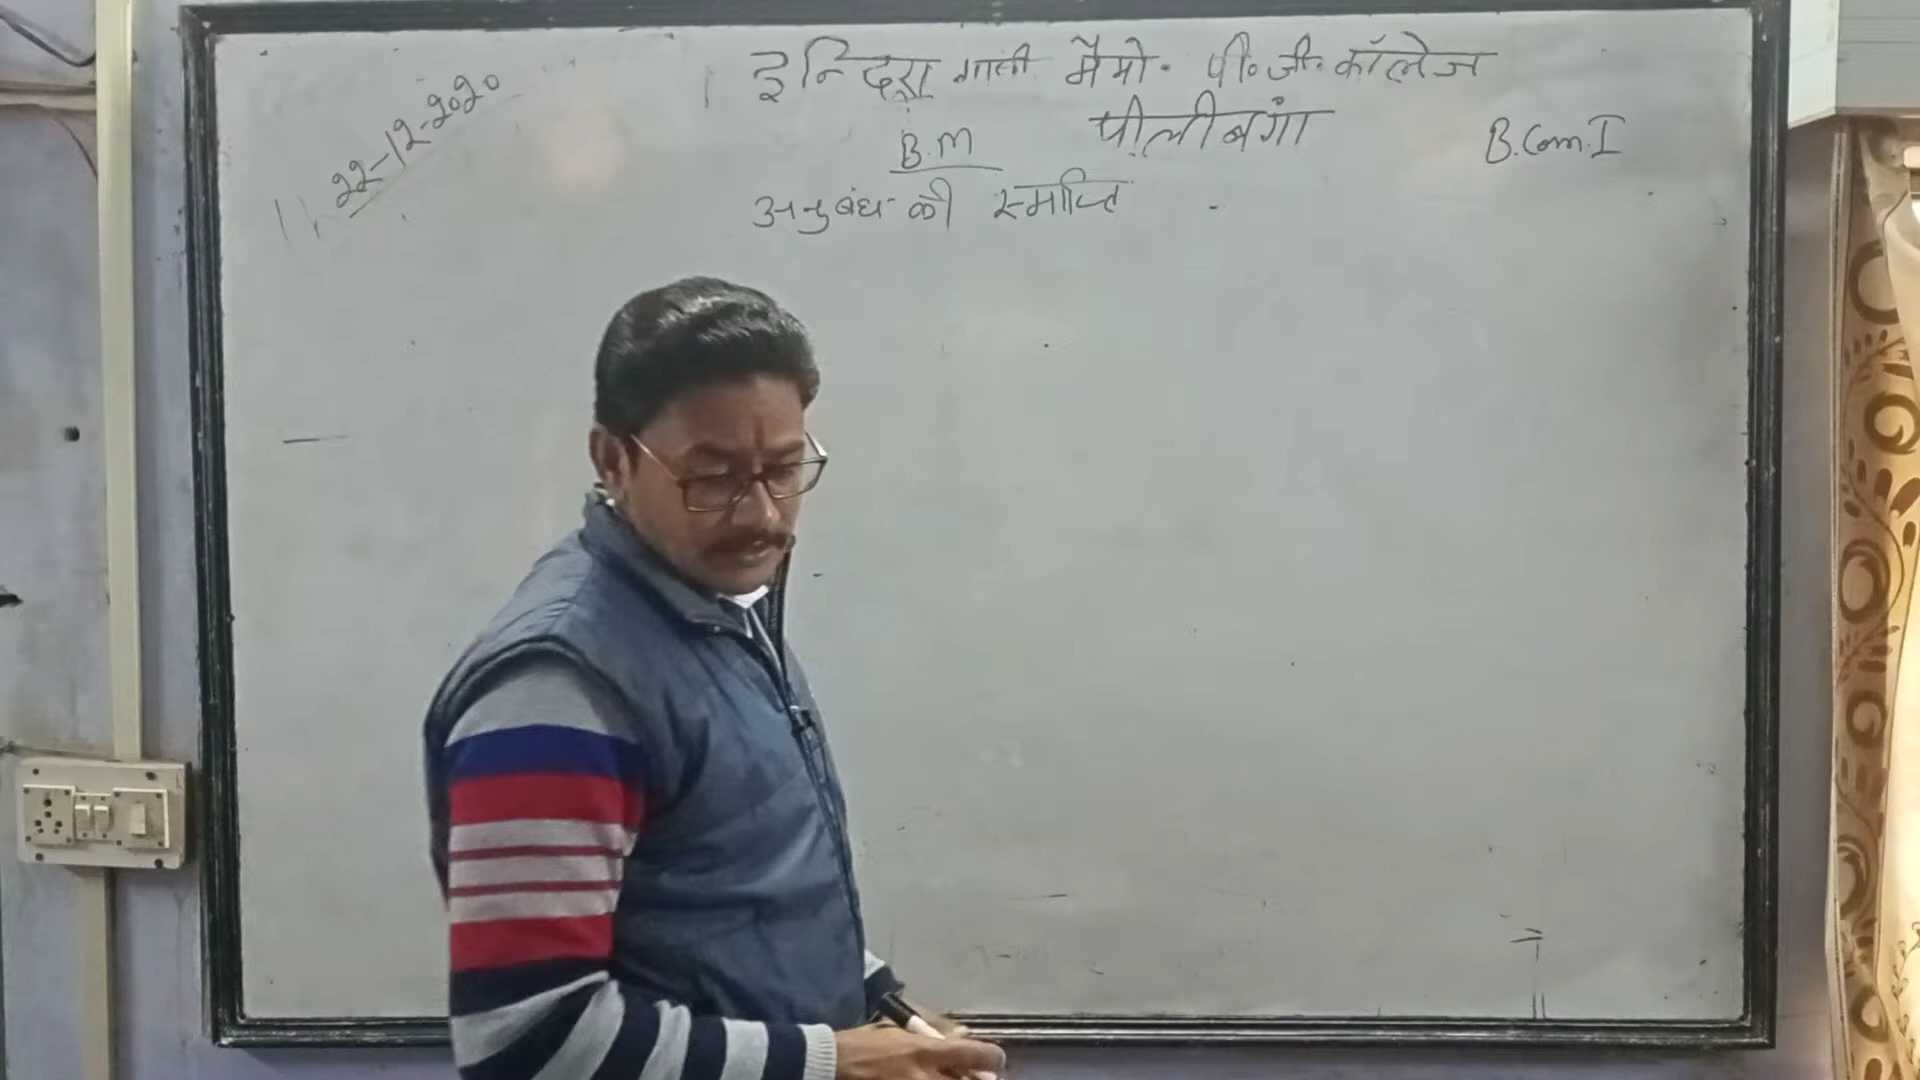 22-12-2020
इन्दिरा गांधी मैमो. पी.जी. कॉलेज
पीलीबंगा
B.M
B.Com.I
अनुबंध की समाप्ति